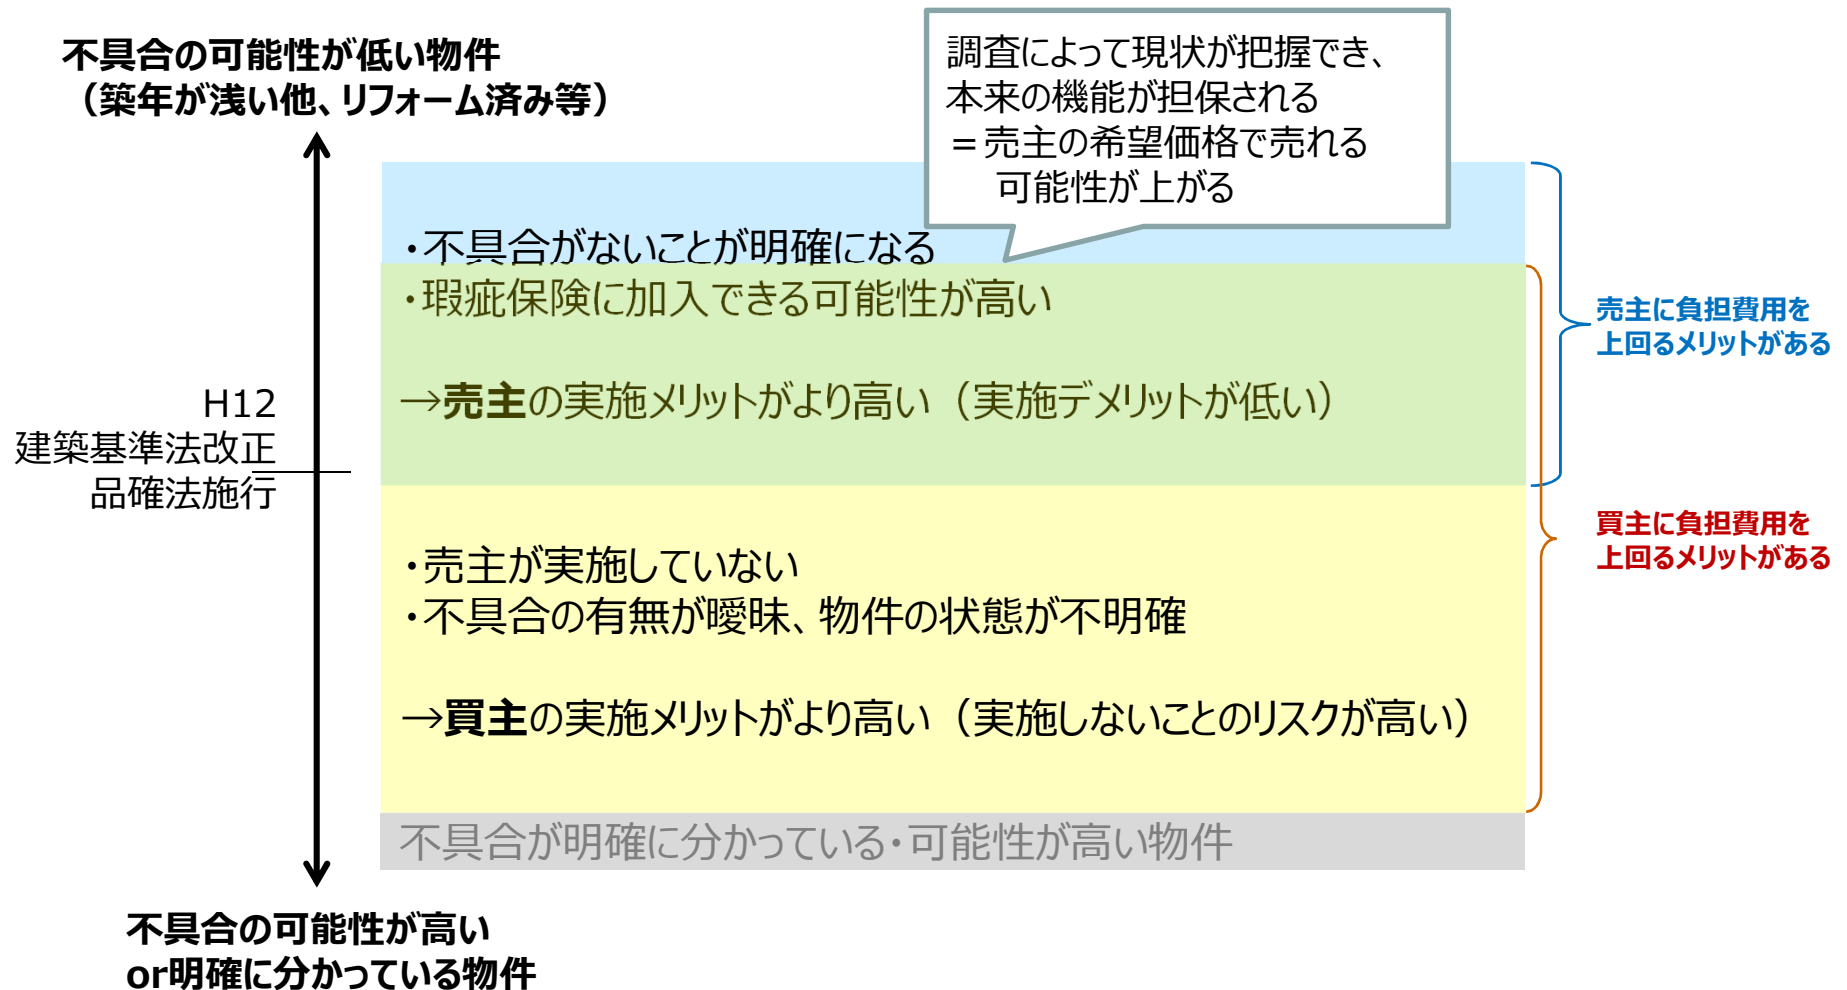 不具合の可能性が低い物件
（築年が浅い他、リフォーム済み等）
調査によって現状が把握でき、
本来の機能が担保される
＝売主の希望価格で売れる
可能性が上がる
・不具合がないことが明確になる
・瑕疵保険に加入できる可能性が高い
→売主の実施メリットがより高い（実施デメリットが低い）
売主に負担費用を
上回るメリットがある
H12
建築基準法改正
品確法施行
・売主が実施していない
・不具合の有無が曖昧、物件の状態が不明確
→買主の実施メリットがより高い（実施しないことのリスクが高い）
買主に負担費用を
上回るメリットがある
不具合が明確に分かっている・可能性が高い物件
不具合の可能性が高い
or明確に分かっている物件